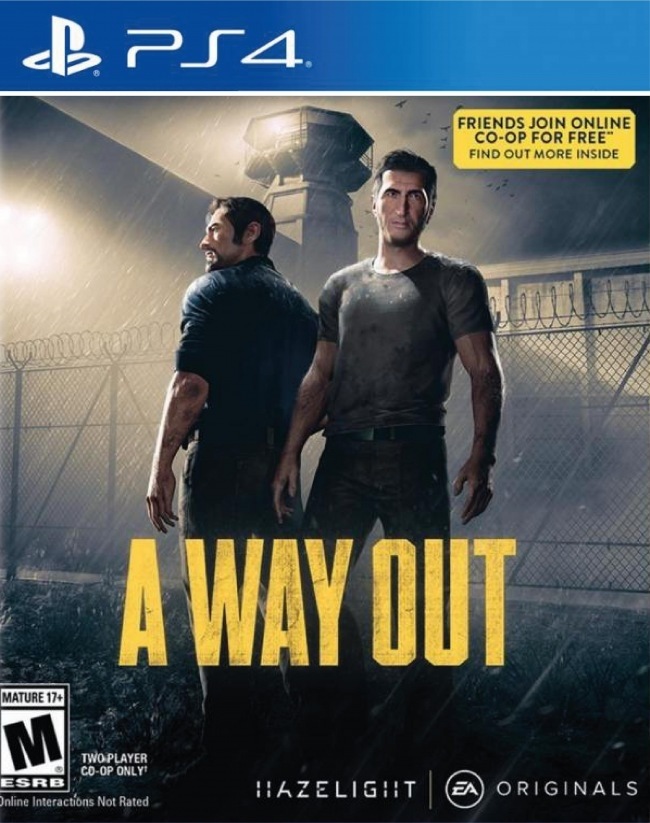 PS4
FRIENDS JOIN ONLINE
CO-OP FOR FREE**
FIND OUT MORE INSIDE
A WAY OUT
MATURE 17+
M
ESRB
TWO PLAYER
CO-OP ONLY†
HAZELIGHT
EA ORIGINALS
Online Interactions Not Rated